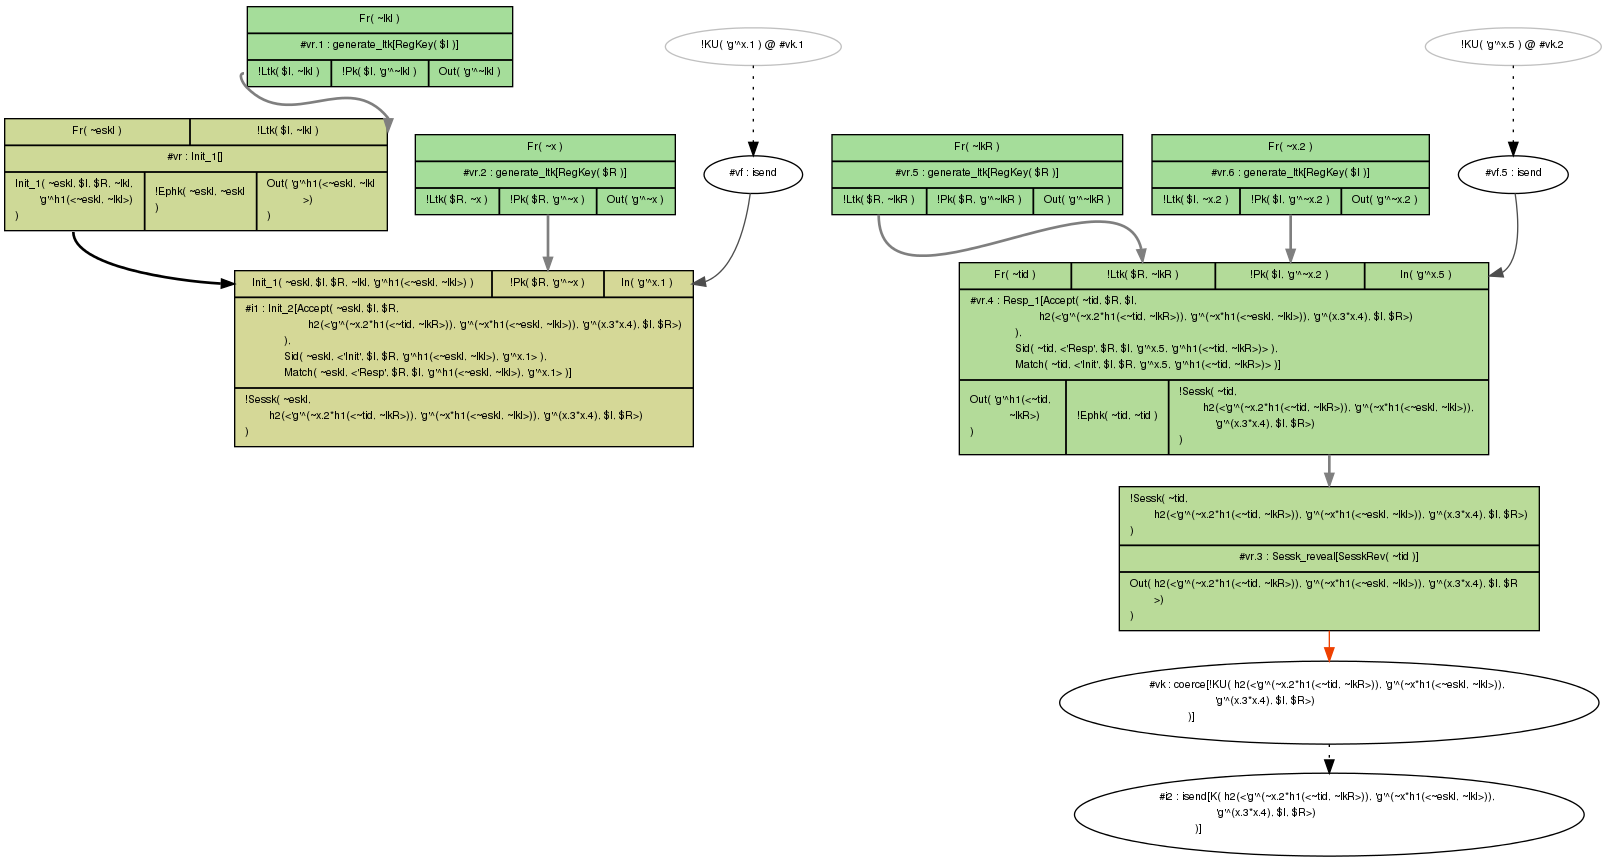 Fr( ~lkI )
#vr.1 : generate_ltk[RegKey( $I )]
!Ltk( $I, ~lkI )
!Pk( $I, 'g'^~lkI )
Out( 'g'^~lkI )
!KU( 'g'^x.1 ) @ #vk.1
!KU( 'g'^x.5 ) @ #vk.2
Fr( ~eskI )
!Ltk( $I, ~lkI )
#vr : Init_1[]
Init_1( ~eskI, $I, $R, ~lkI,
'g'^h1(<~eskI, ~lkI>)
)
!Ephk( ~eskI, ~eskI
)
Out( 'g'^h1(<~eskI, ~lkI
>)
)
Fr( ~x )
#vr.2 : generate_ltk[RegKey( $R )]
!Ltk( $R, ~x )
!Pk( $R, 'g'^~x )
Out( 'g'^~x )
#vf : isend
Fr( ~lkR )
#vr.5 : generate_ltk[RegKey( $R )]
!Ltk( $R, ~lkR )
!Pk( $R, 'g'^~lkR )
Out( 'g'^~lkR )
Fr( ~x.2 )
#vr.6 : generate_ltk[RegKey( $I )]
!Ltk( $I, ~x.2 )
!Pk( $I, 'g'^~x.2 )
Out( 'g'^~x.2 )
#vf.5 : isend
Init_1( ~eskI, $I, $R, ~lkI, 'g'^h1(<~eskI, ~lkI>) )
!Pk( $R, 'g'^~x )
In( 'g'^x.1 )
#i1 : Init_2[Accept( ~eskI, $I, $R,
h2(<'g'^(~x.2*h1(<~tid, ~lkR>)), 'g'^(~x*h1(<~eskI, ~lkI>)), 'g'^(x.3*x.4), $I, $R>)
),
Sid( ~eskI, <'Init', $I, $R, 'g'^h1(<~eskI, ~lkI>), 'g'^x.1> ),
Match( ~eskI, <'Resp', $R, $I, 'g'^h1(<~eskI, ~lkI>), 'g'^x.1> )]
!Sessk( ~eskI,
h2(<'g'^(~x.2*h1(<~tid, ~lkR>)), 'g'^(~x*h1(<~eskI, ~lkI>)), 'g'^(x.3*x.4), $I, $R>)
)
Fr( ~tid )
!Ltk( $R, ~lkR )
!Pk( $I, 'g'^~x.2 )
In( 'g'^x.5 )
#vr.4 : Resp_1[Accept( ~tid, $R, $I,
h2(<'g'^(~x.2*h1(<~tid, ~lkR>)), 'g'^(~x*h1(<~eskI, ~lkI>)), 'g'^(x.3*x.4), $I, $R>)
),
Sid( ~tid, <'Resp', $R, $I, 'g'^x.5, 'g'^h1(<~tid, ~lkR>)> ),
Match( ~tid, <'Init', $I, $R, 'g'^x.5, 'g'^h1(<~tid, ~lkR>)> )]
Out( 'g'^h1(<~tid,
~lkR>)
)
!Ephk( ~tid, ~tid )
!Sessk( ~tid,
h2(<'g'^(~x.2*h1(<~tid, ~lkR>)), 'g'^(~x*h1(<~eskI, ~lkI>)),
'g'^(x.3*x.4), $I, $R>)
)
!Sessk( ~tid,
h2(<'g'^(~x.2*h1(<~tid, ~lkR>)), 'g'^(~x*h1(<~eskI, ~lkI>)), 'g'^(x.3*x.4), $I, $R>)
)
#vr.3 : Sessk_reveal[SesskRev( ~tid )]
Out( h2(<'g'^(~x.2*h1(<~tid, ~lkR>)), 'g'^(~x*h1(<~eskI, ~lkI>)), 'g'^(x.3*x.4), $I, $R
>)
)
#vk : coerce[!KU( h2(<'g'^(~x.2*h1(<~tid, ~lkR>)), 'g'^(~x*h1(<~eskI, ~lkI>)),
'g'^(x.3*x.4), $I, $R>)
)]
#i2 : isend[K( h2(<'g'^(~x.2*h1(<~tid, ~lkR>)), 'g'^(~x*h1(<~eskI, ~lkI>)),
'g'^(x.3*x.4), $I, $R>)
)]